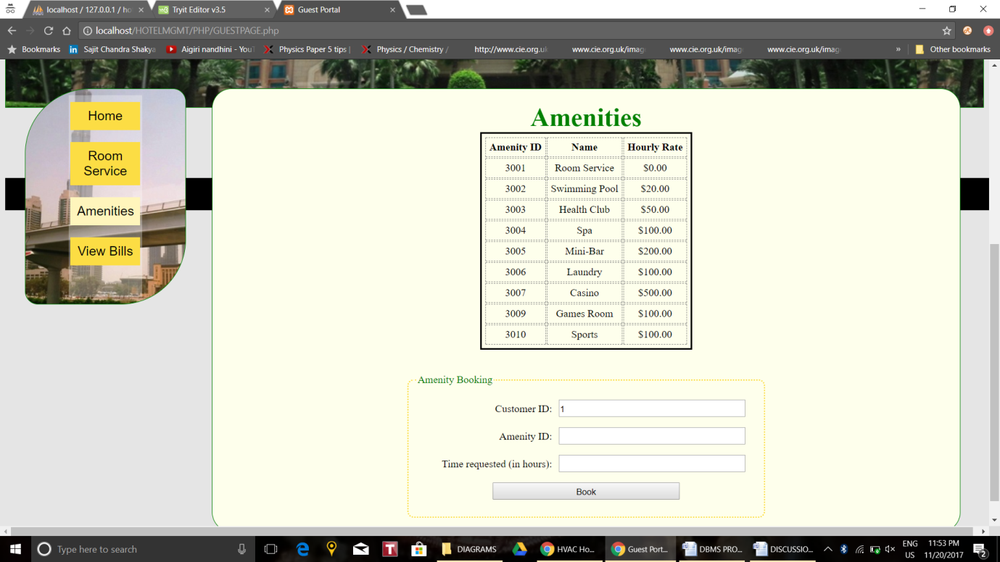 localhost / 127.0.0.1 / ho
Tryit Editor v3.5
Guest Portal
localhost/HOTELMGMT/PHP/GUESTPAGE.php
Bookmarks
Sajit Chandra Shakya
Aigiri nandhini - YouT
Physics Paper 5 tips |
Physics / Chemistry /
http://www.cie.org.uk
www.cie.org.uk/imag
www.cie.org.uk/imag
www.cie.org.uk/imag
»
Other bookmarks
Home
Room
Service
Amenities
View Bills
Amenities
Amenity ID Name Hourly Rate
3001 Room Service $0.00
3002 Swimming Pool $20.00
3003 Health Club $50.00
3004 Spa $100.00
3005 Mini-Bar $200.00
3006 Laundry $100.00
3007 Casino $500.00
3009 Games Room $100.00
3010 Sports $100.00
Amenity Booking
Customer ID: 1
Amenity ID:
Time requested (in hours):
Book
Type here to search
DIAGRAMS
HVAC Ho...
Guest Port...
DBMS PRO...
DISCUSSIO...
ENG
US
11:53 PM
11/20/2017
2